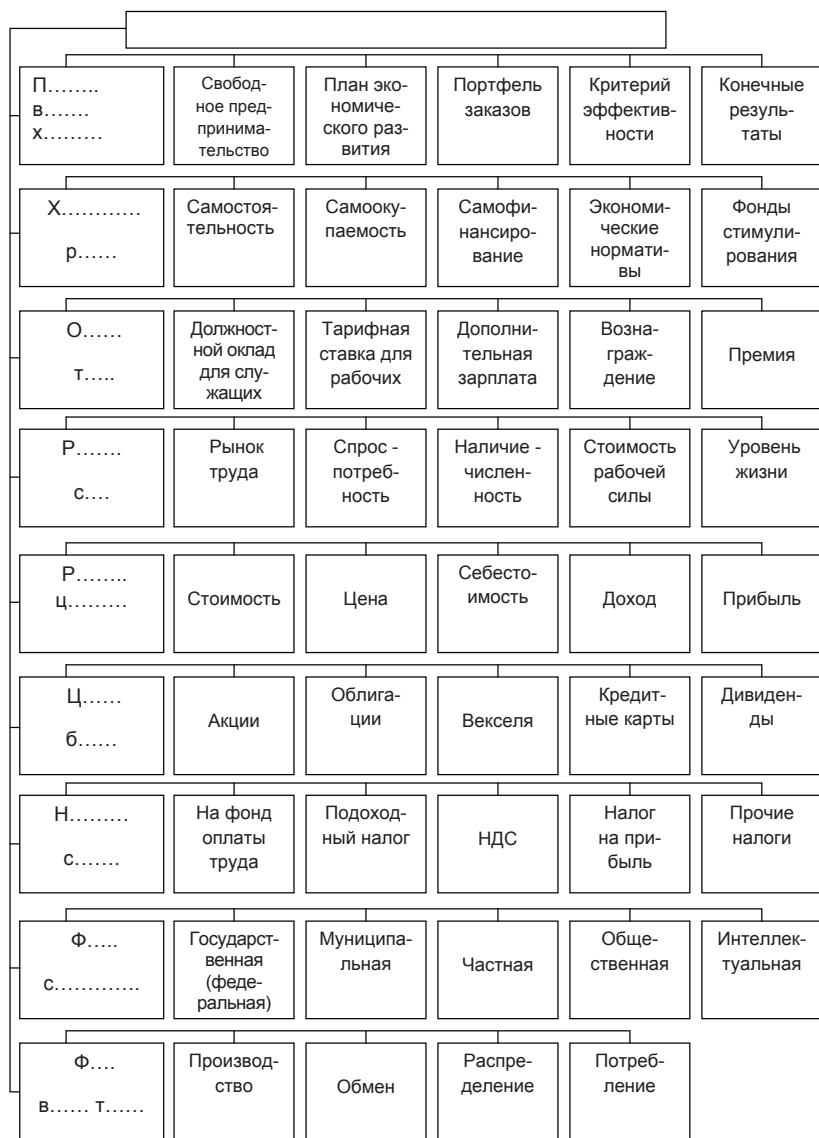 П……..
в…….
х………
Свобод-
ное пред-
принима-
тельство
План эко-
номиче-
ского раз-
вития
Портфель
заказов
Критерий
эффектив-
ности
Конечные
резуль-
таты
Х…………
р……
Самостоя-
тельность
Самооку-
паемость
Самофи-
нансиро-
вание
Экономи-
ческие
нормати-
вы
Фонды
стимули-
рования
О……
т…..
Должност-
ной оклад
для слу-
жащих
Тарифная
ставка для
рабочих
Дополни-
тельная
зарплата
Возна-
граж-
дение
Премия
Р…….
с….
Рынок
труда
Спрос -
потреб-
ность
Наличие -
числен-
ность
Стоимость
рабочей
силы
Уровень
жизни
Р……..
ц………
Стоимость
Цена
Себесто-
имость
Доход
Прибыль
Ц……
б……
Акции
Облига-
ции
Векселя
Кредит-
ные карты
Дивиден-
ды
Н………
с…….
На фонд
оплаты
труда
Подоход-
ный налог
НДС
Налог
на при-
быль
Прочие
налоги
Ф…..
с………….
Государст-
венная
(феде-
ральная)
Муниципа-
льная
Частная
Обще-
ственная
Интеллек-
туальная
Ф….
в…… т……
Производ-
ство
Обмен
Распре-
деление
Потреб-
ление